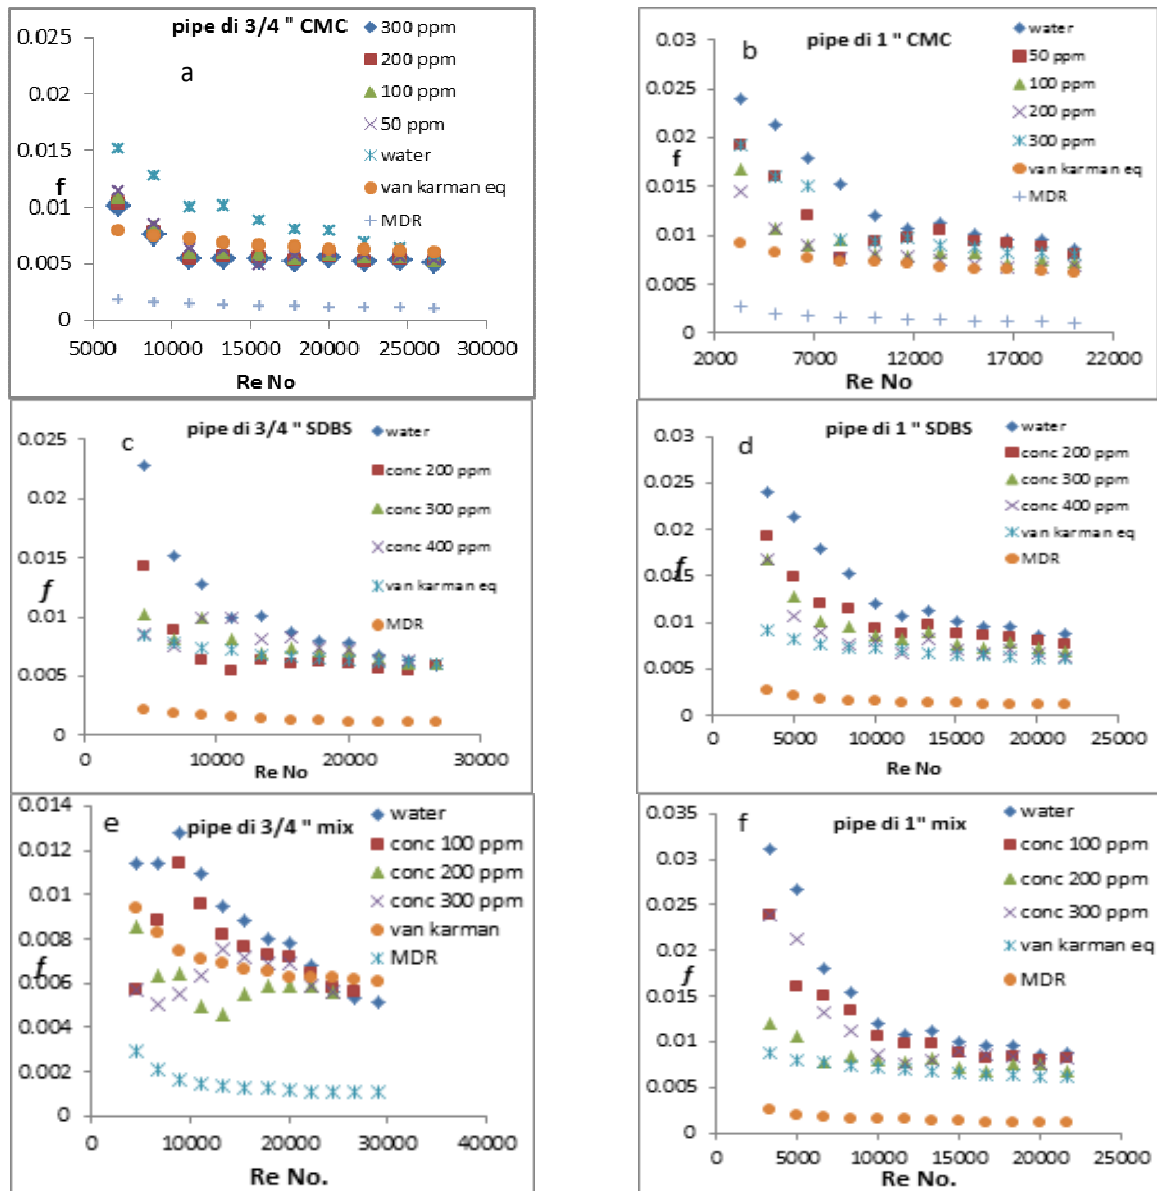 pipe di 3/4 " CMC
a
300 ppm
200 ppm
100 ppm
50 ppm
water
van karman eq
MDR
0.025
0.02
0.015
f
0.01
0.005
0
5000 10000 15000 20000 25000 30000
Re No
pipe di 1 " CMC
b
water
50 ppm
100 ppm
200 ppm
300 ppm
van karman eq
MDR
0.03
0.025
0.02
f
0.015
0.01
0.005
0
2000 7000 12000 17000 22000
Re No
pipe di 3/4 " SDBS
c
water
conc 200 ppm
conc 300 ppm
conc 400 ppm
van karman eq
MDR
0.025
0.02
0.015
f
0.01
0.005
0
0 10000 20000 30000
Re No
pipe di 1 " SDBS
d
water
conc 200 ppm
conc 300 ppm
conc 400 ppm
van karman eq
MDR
0.03
0.025
0.02
0.015
f
0.01
0.005
0
0 5000 10000 15000 20000 25000
Re No
pipe di 3/4 " mix
e
water
conc 100 ppm
conc 200 ppm
conc 300 ppm
van karman
MDR
0.014
0.012
0.01
0.008
f
0.006
0.004
0.002
0
0 10000 20000 30000 40000
Re No.
pipe di 1" mix
f
water
conc 100 ppm
conc 200 ppm
conc 300 ppm
van karman eq
MDR
0.035
0.03
0.025
0.02
f
0.015
0.01
0.005
0
0 5000 10000 15000 20000 25000
Re No.